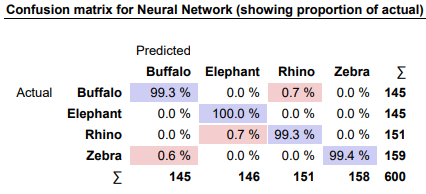 Confusion matrix for Neural Network (showing proportion of actual)
Predicted
Buffalo Elephant Rhino Zebra Σ
Actual Buffalo 99.3 % 0.0 % 0.7 % 0.0 % 145
Elephant 0.0 % 100.0 % 0.0 % 0.0 % 145
Rhino 0.0 % 0.7 % 99.3 % 0.0 % 151
Zebra 0.6 % 0.0 % 0.0 % 99.4 % 159
Σ 145 146 151 158 600